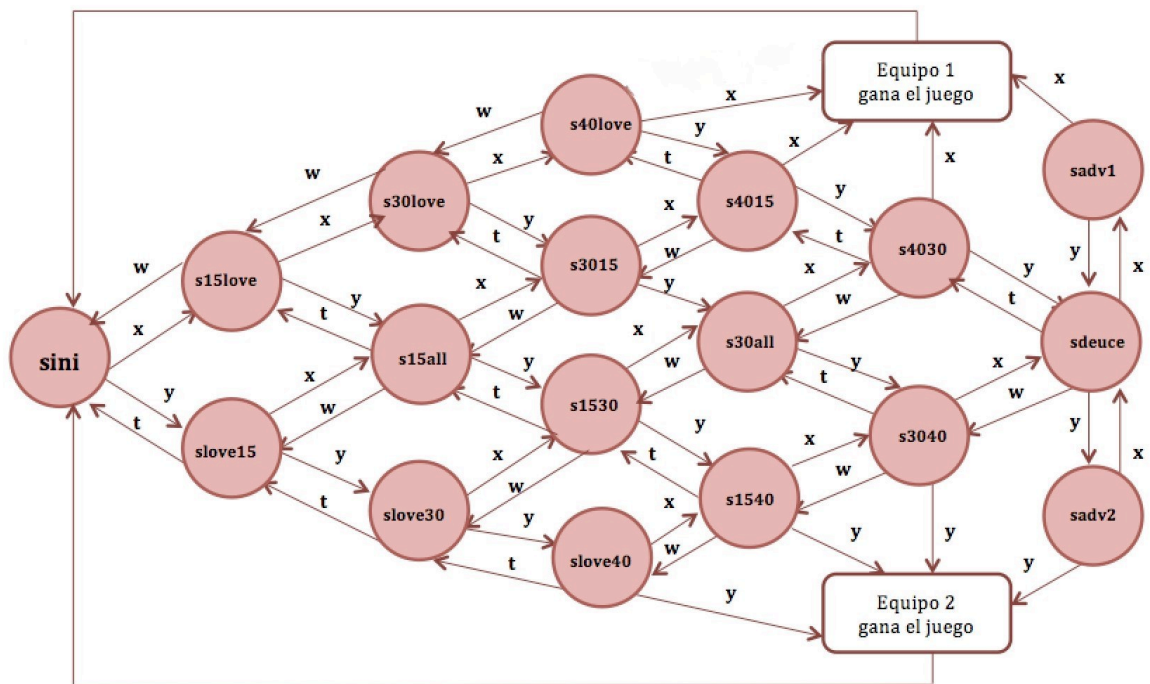 Equipo 1
gana el juego
x
w
x
s40love
y
x
sadv1
w
x
t
x
s30love
s4015
y
x
x
y
x
s4030
w
t
s3015
w
t
y
y
x
s15love
y
x
y
x
t
x
w
w
t
sini
s15all
y
x
w
s30all
y
x
sdeuce
y
x
t
w
t
s1530
s3040
w
y
t
slove15
y
x
y
t
x
w
x
sadv2
t
slove30
w
x
s1540
y
y
y
t
slove40
w
y
Equipo 2
gana el juego